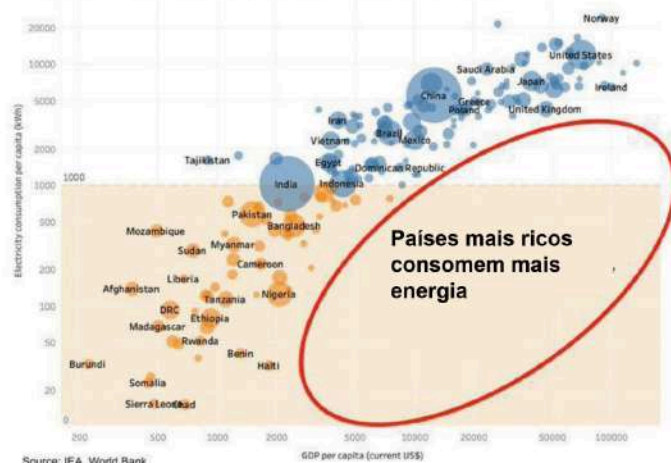 Norway
20000
United States
10000
Saudi Arabia
Japan
China
Ireland
5000
Greece
Poland
United Kingdom
Iran
Brazil
Vietnam
Mexico
2000
Tajikistan
Egypt
Dominican Republic
1000
1000
India
Indonesia
Pakistan
500
Bangladesh
Mozambique
Países mais ricos
consomem mais
energia
Myanmar
Sudan
200
Cameroon
Liberia
Afghanistan
Tanzania
Nigeria
100
DRC
Ethiopia
Madagascar
50
Rwanda
Benin
Burundi
Haiti
Somalia
20
Sierra Leone
Chad
0
Electricity consumption per capita (kWh)
200
500
1000
2000
5000
10000
20000
50000
100000
GDP per capita (current US$)
Source: IEA, World Bank